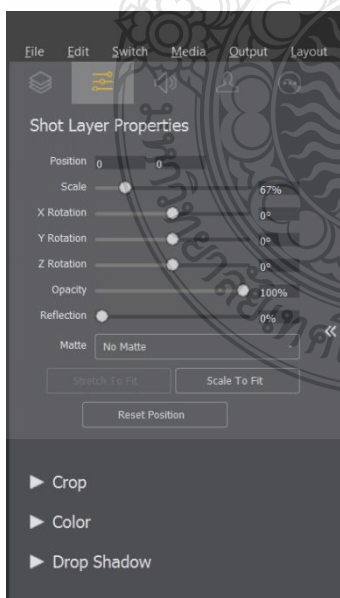 File Edit Switch Media Output Layout
Shot Layer Properties
Position 0 0
Scale 67%
X Rotation 0°
Y Rotation 0°
Z Rotation 0°
Opacity 100%
Reflection 0%
Matte No Matte
Stretch To Fit Scale To Fit
Reset Position
Crop
Color
Drop Shadow